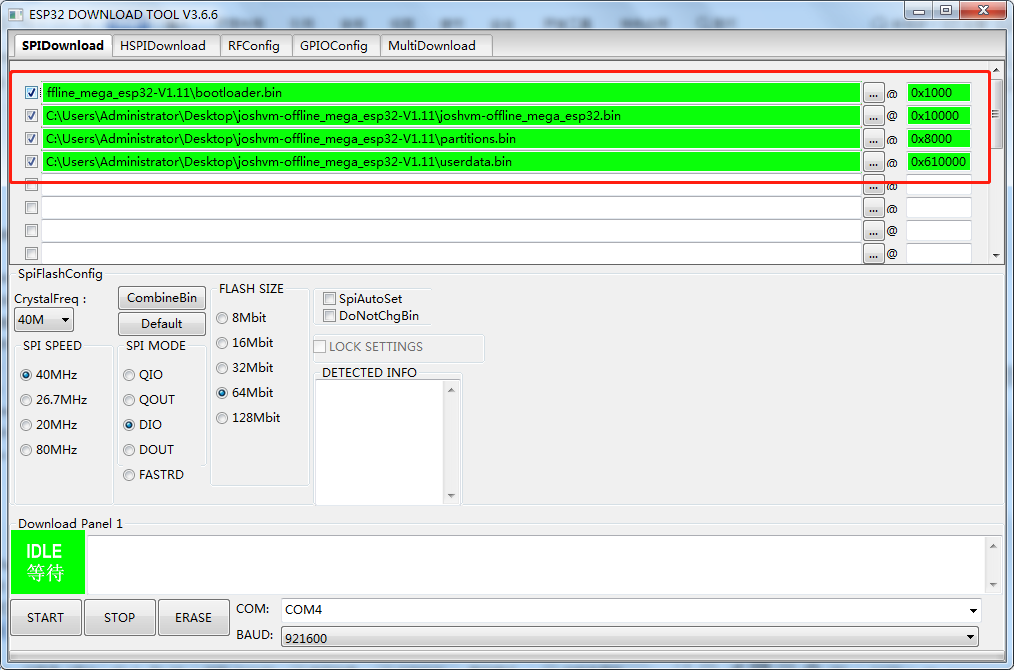 ESP32 DOWNLOAD TOOL V3.6.6
SPIDownload HSPIDownload RFConfig GPIOConfig MultiDownload
ffline_mega_esp32-V1.11\bootloader.bin ... @ 0x1000
C:\Users\Administrator\Desktop\joshvm-offline_mega_esp32-V1.11\joshvm-offline_mega_esp32.bin ... @ 0x10000
C:\Users\Administrator\Desktop\joshvm-offline_mega_esp32-V1.11\partitions.bin ... @ 0x8000
C:\Users\Administrator\Desktop\joshvm-offline_mega_esp32-V1.11\userdata.bin ... @ 0x610000
... @
... @
... @
... @
SpiFlashConfig
CrystalFreq :
40M
CombineBin
Default
SPI SPEED
40MHz
26.7MHz
20MHz
80MHz
SPI MODE
QIO
QOUT
DIO
DOUT
FASTRD
FLASH SIZE
8Mbit
16Mbit
32Mbit
64Mbit
128Mbit
SpiAutoSet
DoNotChgBin
LOCK SETTINGS
DETECTED INFO
Download Panel 1
IDLE
等待
START STOP ERASE
COM: COM4
BAUD: 921600